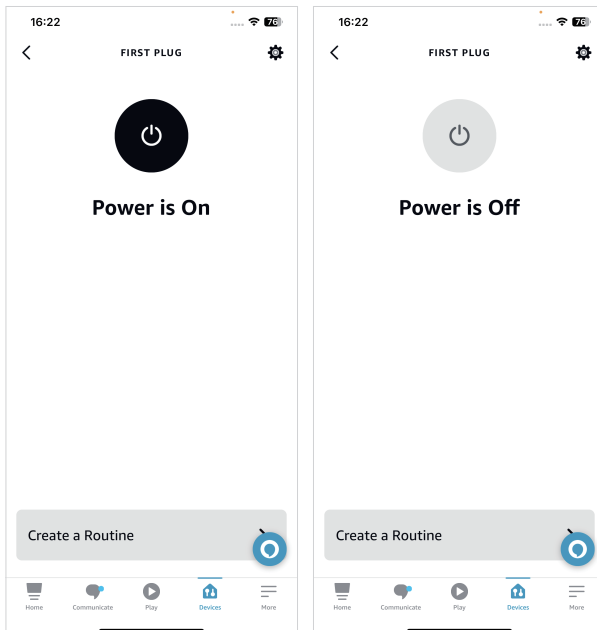 16:22
76
FIRST PLUG
Power is On
Create a Routine
Home Communicate Play Devices More
16:22
76
FIRST PLUG
Power is Off
Create a Routine
Home Communicate Play Devices More